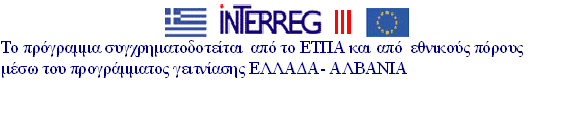 iNTERREG III
Το πρόγραμμα συγχρηματοδοτείται από το ΕΤΠΑ και από εθνικούς πόρους
μέσω του προγράμματος γειτνίασης ΕΛΛΑΔΑ- ΑΛΒΑΝΙΑ